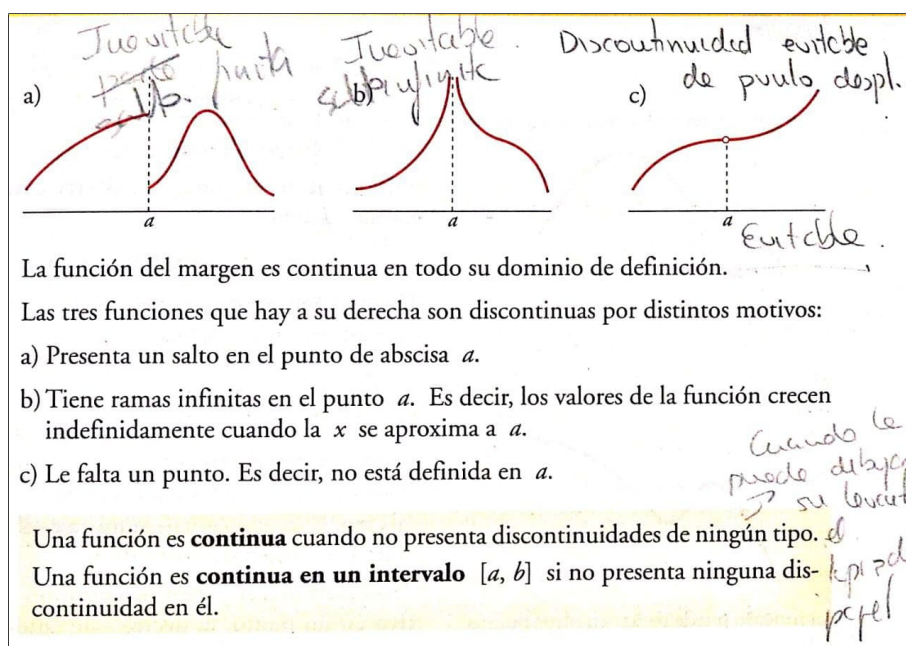 Inevitable
finita
a)
Inevitable.
b)
Discontinuidad evitable
de punto despl.
c)
a
a
a
Evitable.
La función del margen es continua en todo su dominio de definición.
Las tres funciones que hay a su derecha son discontinuas por distintos motivos:
a) Presenta un salto en el punto de abscisa a.
b) Tiene ramas infinitas en el punto a. Es decir, los valores de la función crecen
indefinidamente cuando la x se aproxima a a.
c) Le falta un punto. Es decir, no está definida en a.
Cuando
puede
Una función es continua cuando no presenta discontinuidades de ningún tipo.
Una función es continua en un intervalo [a, b] si no presenta ninguna dis-
continuidad en él.
papel